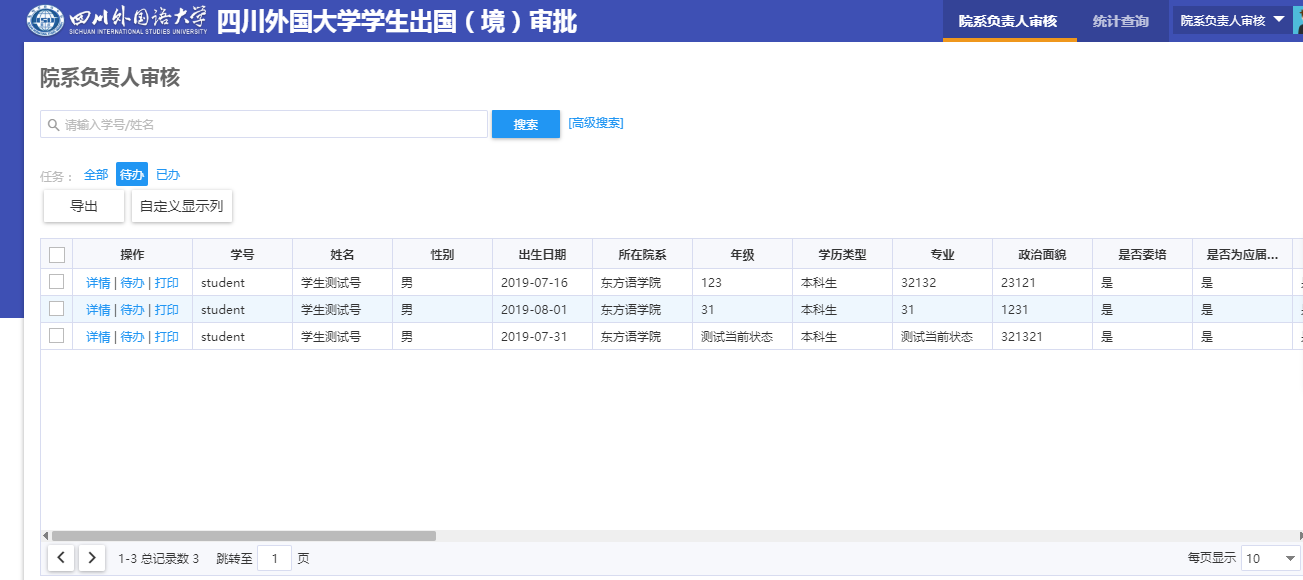 四川外国语大学 四川外国大学学生出国（境）审批 院系负责人审核 统计查询 院系负责人审核
SICHUAN INTERNATIONAL STUDIES UNIVERSITY
院系负责人审核
请输入学号/姓名 搜索 [高级搜索]
任务： 全部 待办 已办
导出 自定义显示列
操作 学号 姓名 性别 出生日期 所在院系 年级 学历类型 专业 政治面貌 是否委培 是否为应届...
详情 | 待办 | 打印 student 学生测试号 男 2019-07-16 东方语学院 123 本科生 32132 23121 是 是
详情 | 待办 | 打印 student 学生测试号 男 2019-08-01 东方语学院 31 本科生 31 1231 是 是
详情 | 待办 | 打印 student 学生测试号 男 2019-07-31 东方语学院 测试当前状态 本科生 测试当前状态 321321 是 是
1-3 总记录数 3 跳转至 1 页 每页显示 10